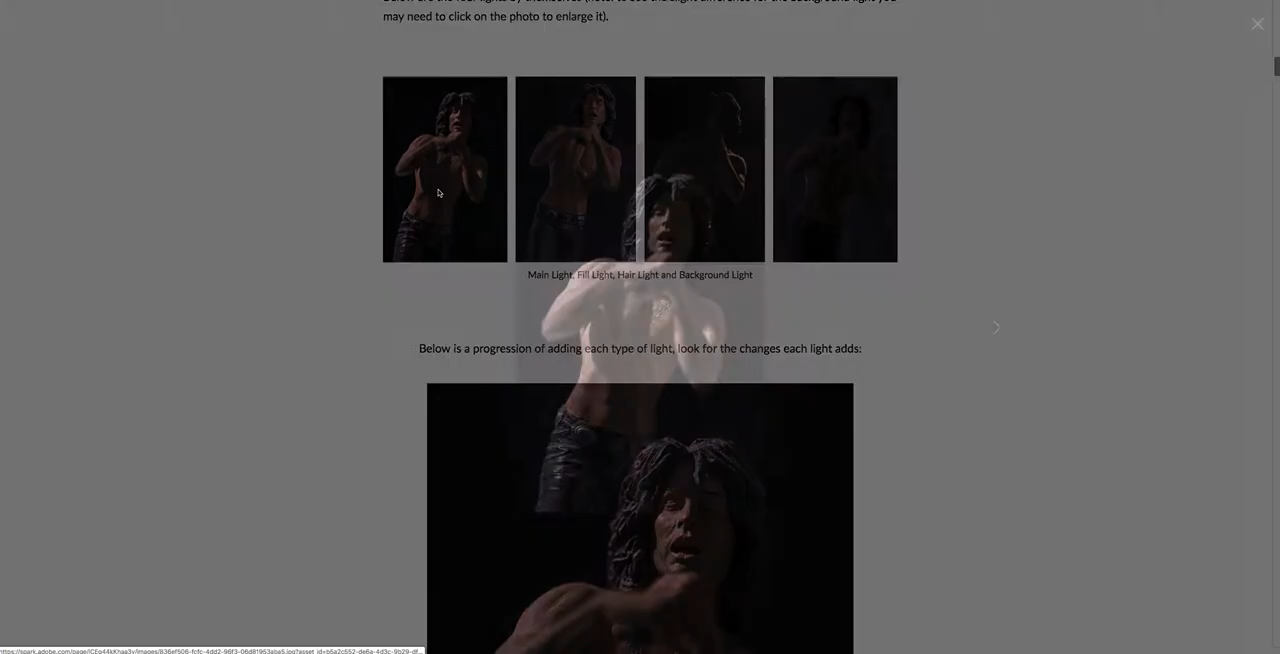 may need to click on the photo to enlarge it).
Main Light, Fill Light, Hair Light and Background Light
Below is a progression of adding each type of light, look for the changes each light adds: